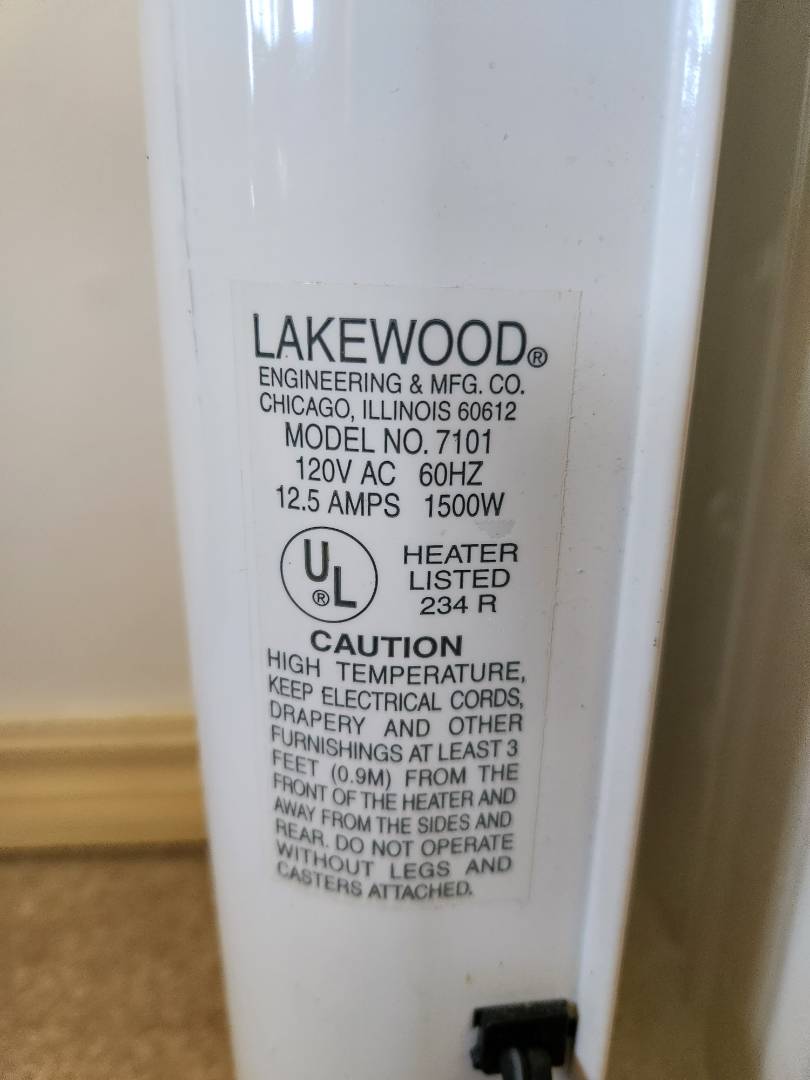 LAKEWOOD®
ENGINEERING & MFG. CO.
CHICAGO, ILLINOIS 60612
MODEL NO. 7101
120V AC 60HZ
12.5 AMPS 1500W
UL®
HEATER
LISTED
234 R
CAUTION
HIGH TEMPERATURE,
KEEP ELECTRICAL CORDS,
DRAPERY AND OTHER
FURNISHINGS AT LEAST 3
FEET (0.9M) FROM THE
FRONT OF THE HEATER AND
AWAY FROM THE SIDES AND
REAR. DO NOT OPERATE
WITHOUT LEGS AND
CASTERS ATTACHED.